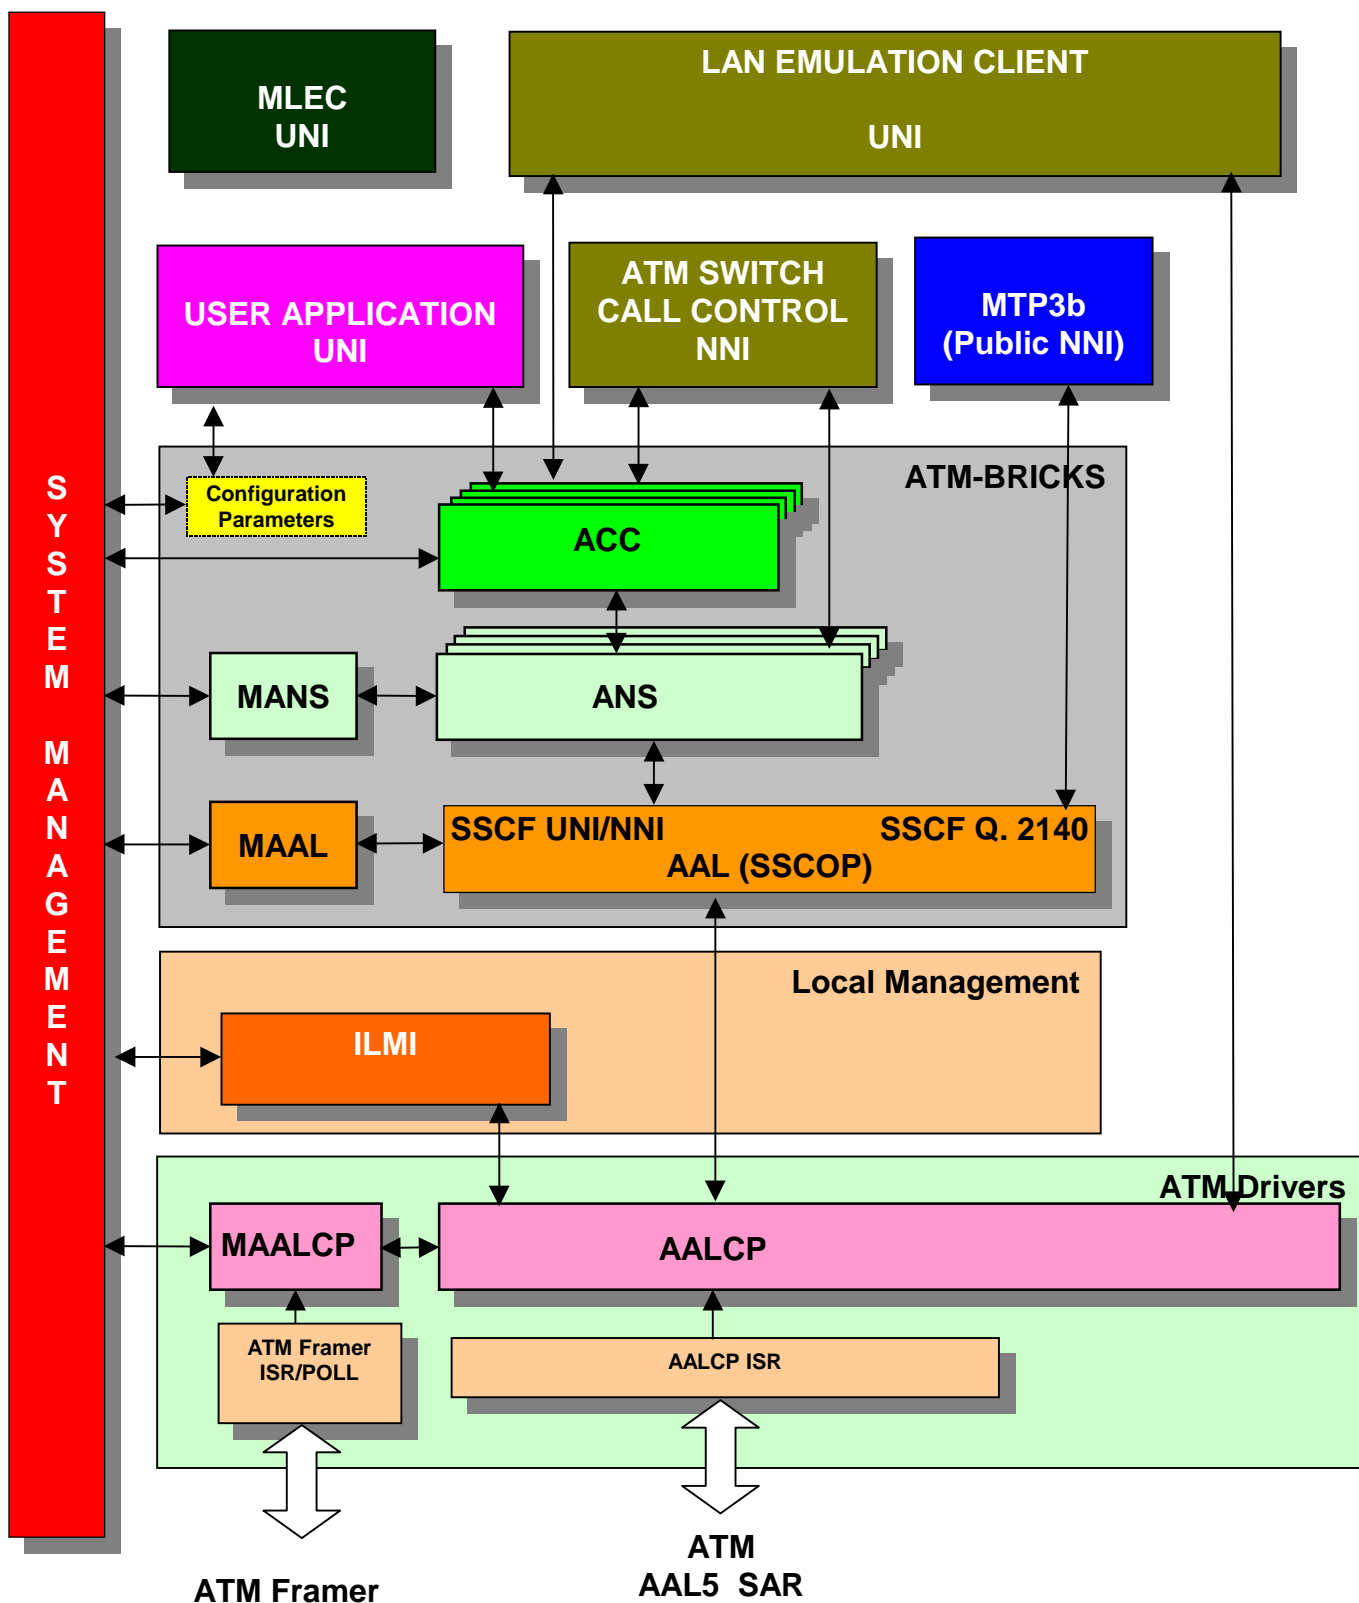 MLEC
UNI
LAN EMULATION CLIENT
UNI
USER APPLICATION
UNI
ATM SWITCH
CALL CONTROL
NNI
MTP3b
(Public NNI)
SYSTEM MANAGEMENT
ATM-BRICKS
Configuration
Parameters
ACC
MANS
ANS
MAAL
SSCF UNI/NNI SSCF Q. 2140
AAL (SSCOP)
Local Management
ILMI
ATM Drivers
MAALCP
AALCP
ATM Framer
ISR/POLL
AALCP ISR
ATM Framer
ATM
AAL5 SAR